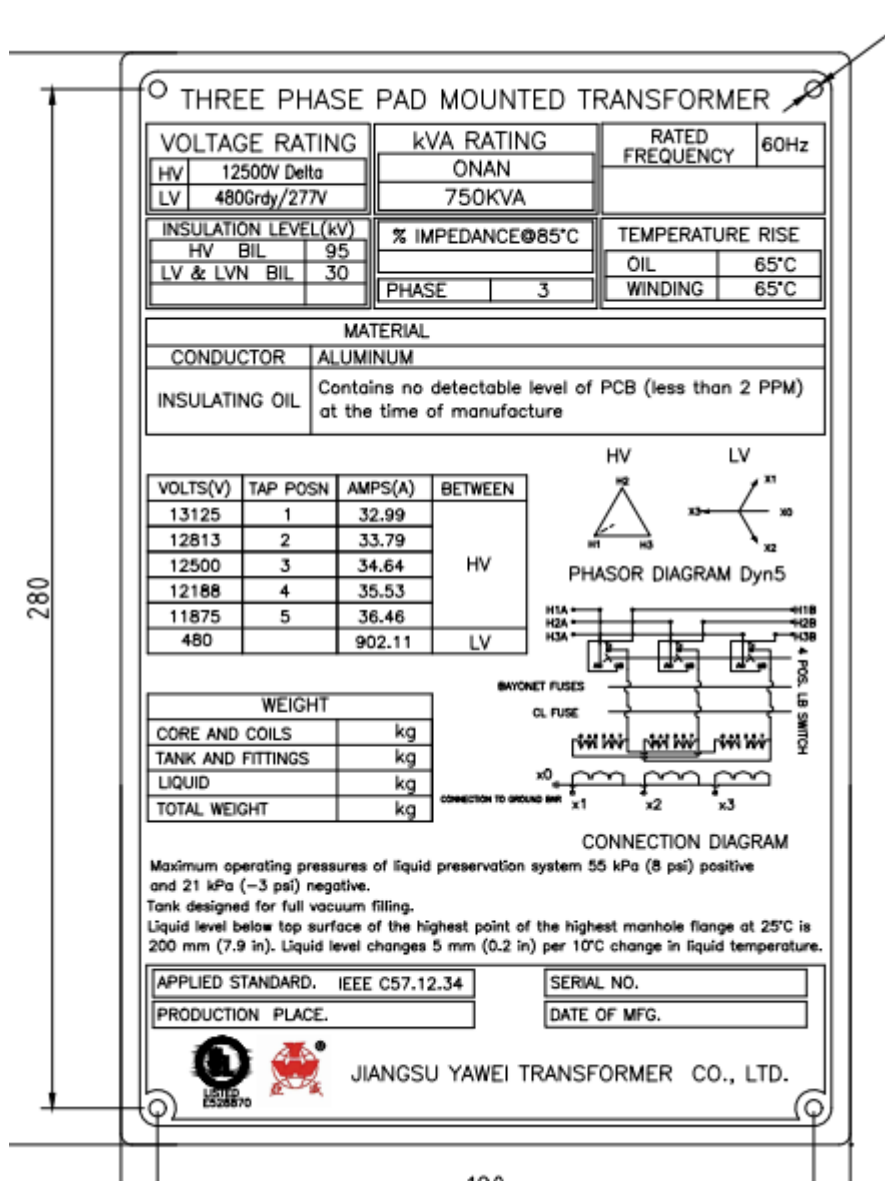 THREE PHASE PAD MOUNTED TRANSFORMER
VOLTAGE RATING
HV 12500V Delta
LV 480Grdy/277V
kVA RATING
ONAN
750KVA
RATED FREQUENCY 60Hz
INSULATION LEVEL(kV)
HV BIL 95
LV & LVN BIL 30
% IMPEDANCE@85°C
PHASE 3
TEMPERATURE RISE
OIL 65°C
WINDING 65°C
MATERIAL
CONDUCTOR ALUMINUM
INSULATING OIL Contains no detectable level of PCB (less than 2 PPM)
at the time of manufacture
VOLTS(V) TAP POSN AMPS(A) BETWEEN
13125 1 32.99
12813 2 33.79
12500 3 34.64 HV
12188 4 35.53
11875 5 36.46
480 902.11 LV
HV LV
H2 X1
X3 X0
H1 H3 X2
PHASOR DIAGRAM Dyn5
280
H1A H1B
H2A H2B
H3A H3B
4 POS. LB SWITCH
BAYONET FUSES
CL FUSE
x0
CONNECTION TO GROUND BAR x1 x2 x3
CONNECTION DIAGRAM
WEIGHT
CORE AND COILS kg
TANK AND FITTINGS kg
LIQUID kg
TOTAL WEIGHT kg
Maximum operating pressures of liquid preservation system 55 kPa (8 psi) positive
and 21 kPa (−3 psi) negative.
Tank designed for full vacuum filling.
Liquid level below top surface of the highest point of the highest manhole flange at 25°C is
200 mm (7.9 in). Liquid level changes 5 mm (0.2 in) per 10°C change in liquid temperature.
APPLIED STANDARD. IEEE C57.12.34
SERIAL NO.
PRODUCTION PLACE.
DATE OF MFG.
UL
LISTED
E528870
®
JIANGSU YAWEI TRANSFORMER CO., LTD.